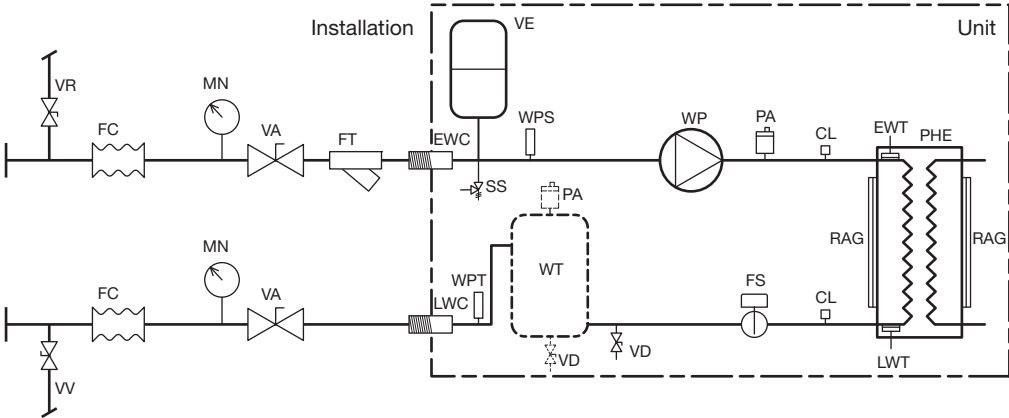 Installation
VE
Unit
VR
MN
FC
VA
FT
EWC
WPS
WP
PA
CL
EWT
PHE
SS
PA
RAG
RAG
MN
FC
VA
WPT
LWC
WT
FS
CL
VD
VD
LWT
VV